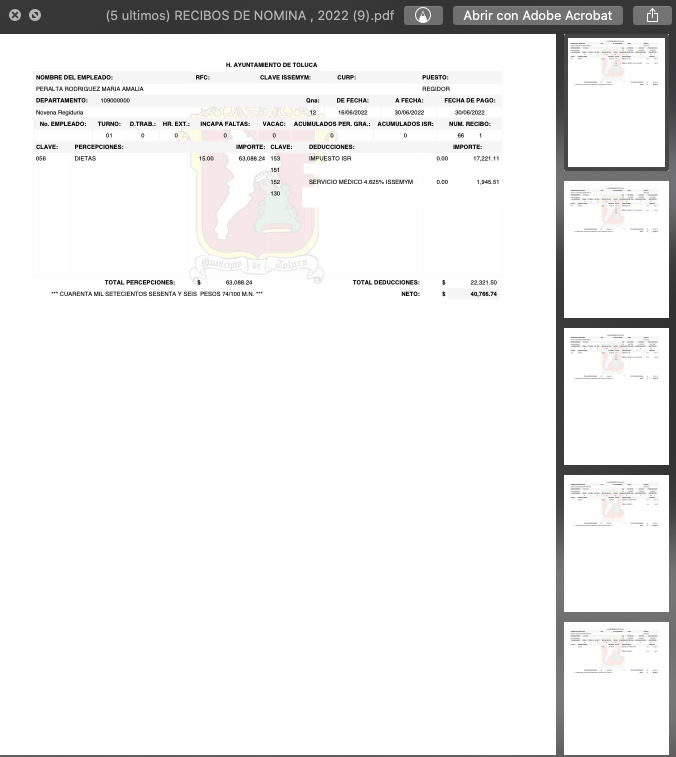 (5 ultimos) RECIBOS DE NOMINA , 2022 (9).pdf Abrir con Adobe Acrobat
H. AYUNTAMIENTO DE TOLUCA
NOMBRE DEL EMPLEADO: RFC: CLAVE ISSEMYM: CURP: PUESTO:
PERALTA RODRIGUEZ MARIA AMALIA REGIDOR
DEPARTAMENTO: 109000000 Qna: DE FECHA: A FECHA: FECHA DE PAGO:
Novena Regiduria 12 16/06/2022 30/06/2022 30/06/2022
No. EMPLEADO: TURNO: D.TRAB.: HR. EXT.: INCAPA FALTAS: VACAC: ACUMULADOS PER. GRA.: ACUMULADOS ISR: NUM. RECIBO:
01 0 0 0 0 0 0 66 1
CLAVE: PERCEPCIONES: IMPORTE: CLAVE: DEDUCCIONES: IMPORTE:
056 DIETAS 15.00 63,088.24 153 IMPUESTO ISR 0.00 17,221.11
151
152 SERVICIO MEDICO 4.625% ISSEMYM 0.00 1,945.51
130
Municipio de Toluca
TOTAL PERCEPCIONES: $ 63,088.24 TOTAL DEDUCCIONES: $ 22,321.50
*** CUARENTA MIL SETECIENTOS SESENTA Y SEIS PESOS 74/100 M.N. *** NETO: $ 40,766.74